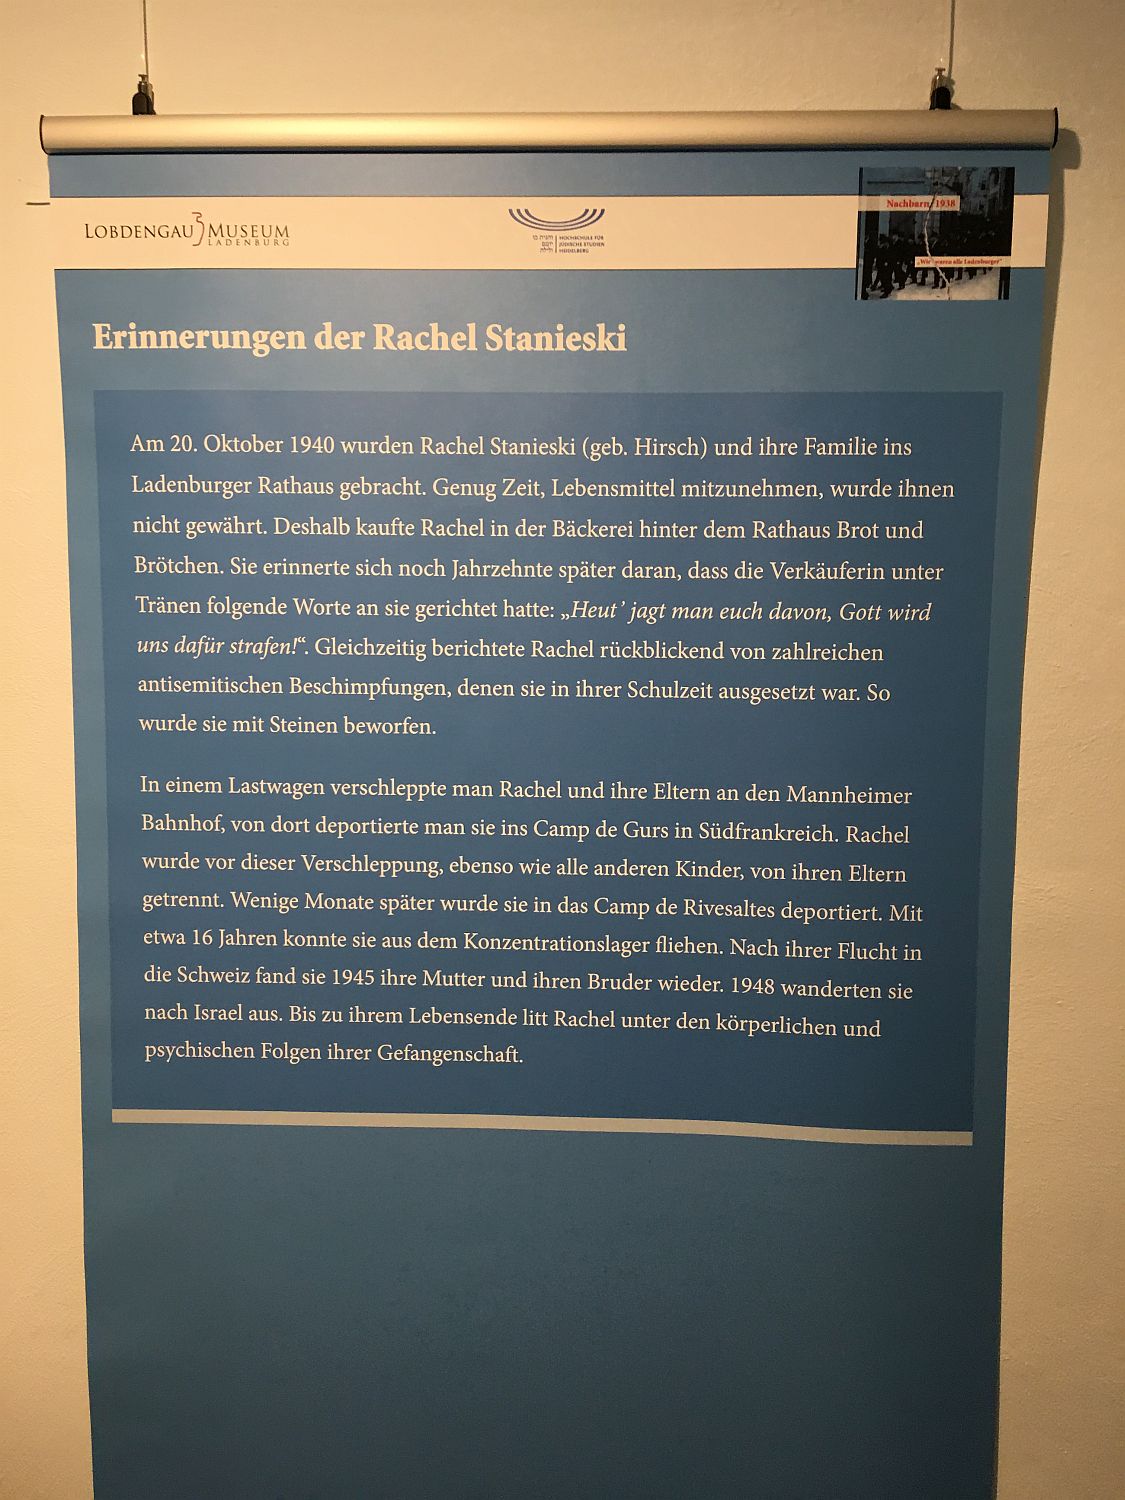 LOBDENGAU MUSEUM
LADENBURG
HOCHSCHULE FÜR
JÜDISCHE STUDIEN
HEIDELBERG
Nachbarn 1938
„Wir waren alle Ladenburger“
Erinnerungen der Rachel Stanieski
Am 20. Oktober 1940 wurden Rachel Stanieski (geb. Hirsch) und ihre Familie ins
Ladenburger Rathaus gebracht. Genug Zeit, Lebensmittel mitzunehmen, wurde ihnen
nicht gewährt. Deshalb kaufte Rachel in der Bäckerei hinter dem Rathaus Brot und
Brötchen. Sie erinnerte sich noch Jahrzehnte später daran, dass die Verkäuferin unter
Tränen folgende Worte an sie gerichtet hatte: „Heut’ jagt man euch davon, Gott wird
uns dafür strafen!“. Gleichzeitig berichtete Rachel rückblickend von zahlreichen
antisemitischen Beschimpfungen, denen sie in ihrer Schulzeit ausgesetzt war. So
wurde sie mit Steinen beworfen.
In einem Lastwagen verschleppte man Rachel und ihre Eltern an den Mannheimer
Bahnhof, von dort deportierte man sie ins Camp de Gurs in Südfrankreich. Rachel
wurde vor dieser Verschleppung, ebenso wie alle anderen Kinder, von ihren Eltern
getrennt. Wenige Monate später wurde sie in das Camp de Rivesaltes deportiert. Mit
etwa 16 Jahren konnte sie aus dem Konzentrationslager fliehen. Nach ihrer Flucht in
die Schweiz fand sie 1945 ihre Mutter und ihren Bruder wieder. 1948 wanderten sie
nach Israel aus. Bis zu ihrem Lebensende litt Rachel unter den körperlichen und
psychischen Folgen ihrer Gefangenschaft.